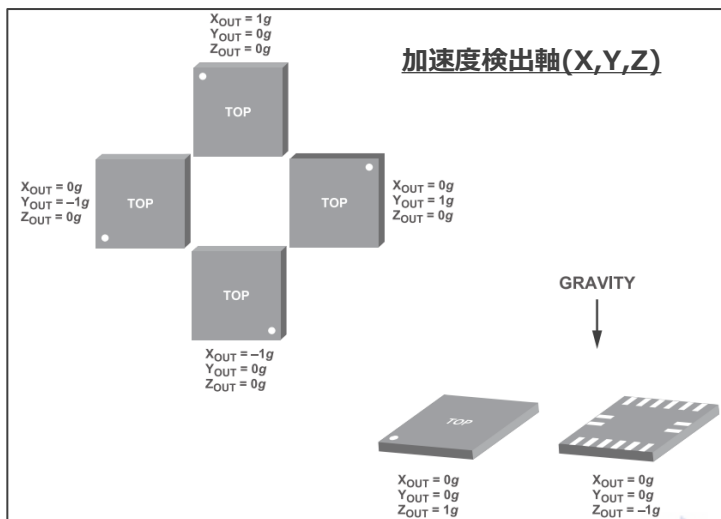 X_OUT = 1g
Y_OUT = 0g
Z_OUT = 0g
加速度検出軸(X,Y,Z)
TOP
X_OUT = 0g
Y_OUT = –1g
Z_OUT = 0g
TOP
TOP
X_OUT = 0g
Y_OUT = 1g
Z_OUT = 0g
TOP
X_OUT = –1g
Y_OUT = 0g
Z_OUT = 0g
GRAVITY
TOP
X_OUT = 0g
Y_OUT = 0g
Z_OUT = 1g
X_OUT = 0g
Y_OUT = 0g
Z_OUT = –1g